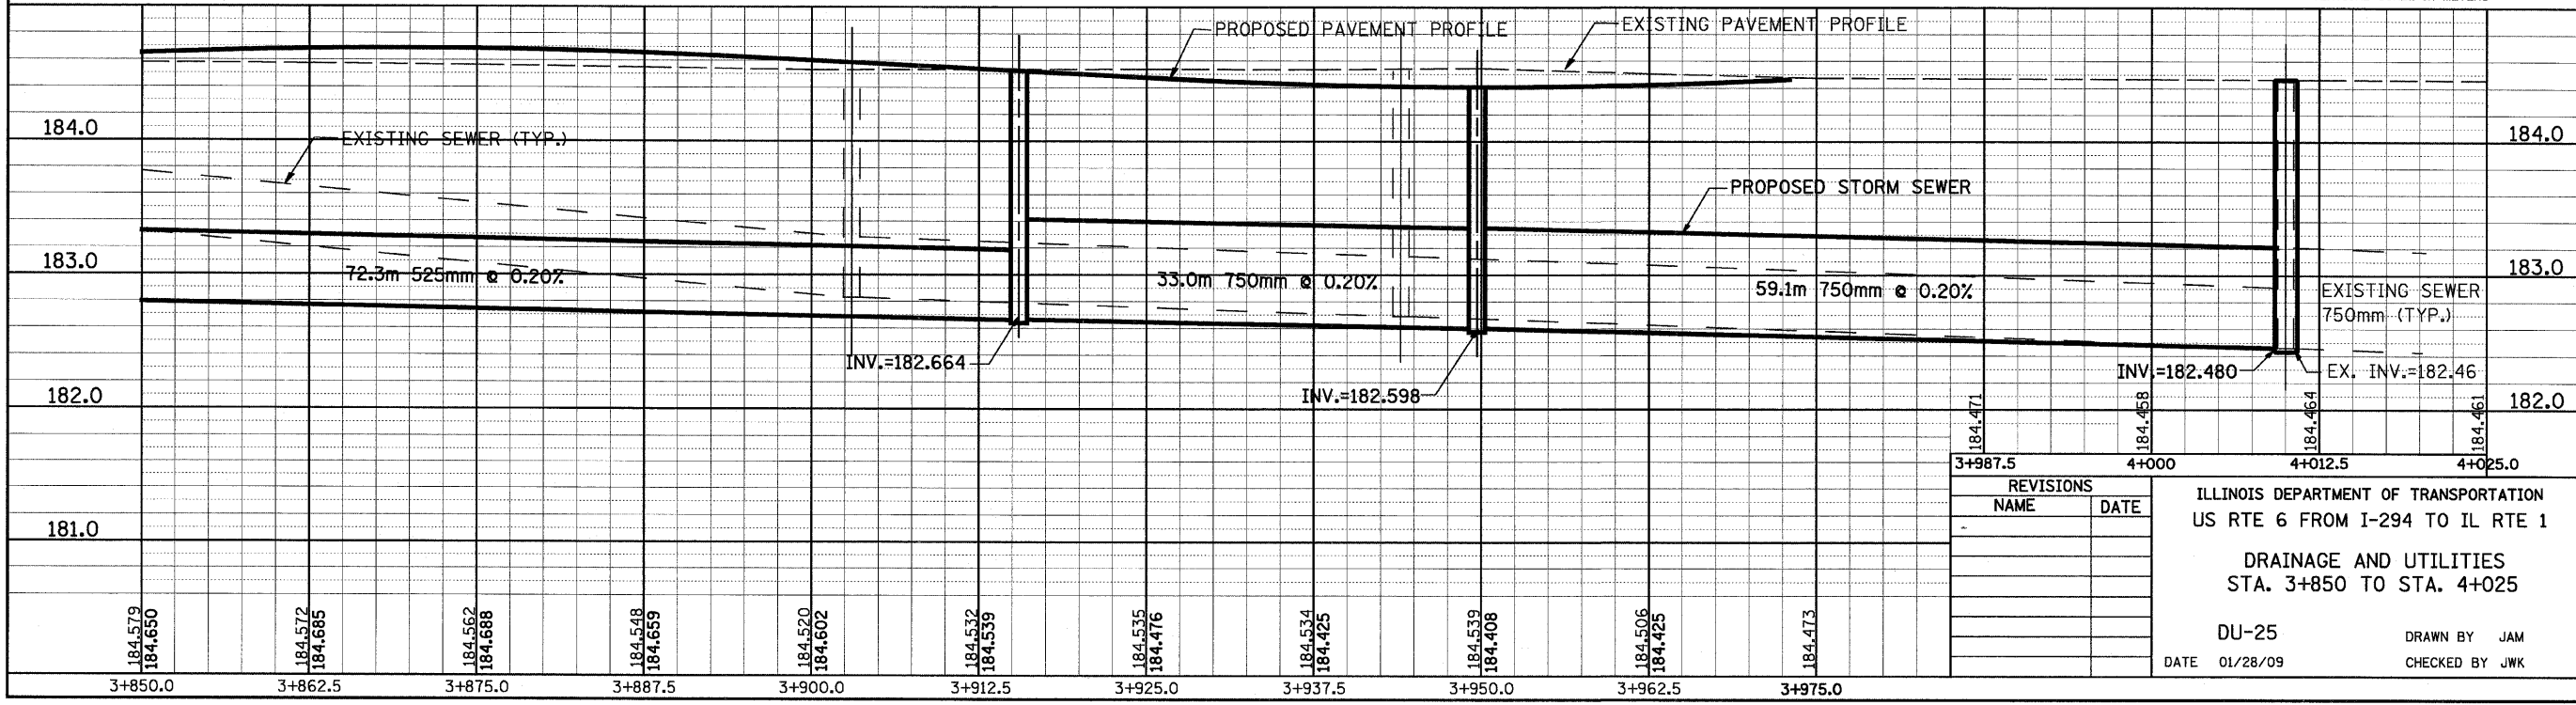 PROPOSED PAVEMENT PROFILE
EXISTING PAVEMENT PROFILE
184.0
EXISTING SEWER (TYP.)
184.0
PROPOSED STORM SEWER
183.0
72.3m 525mm @ 0.20%
33.0m 750mm @ 0.20%
59.1m 750mm @ 0.20%
183.0
EXISTING SEWER
750mm (TYP.)
INV.=182.664
INV.=182.598
INV.=182.480
EX. INV.=182.46
182.0
182.0
184.471
184.458
184.464
184.461
3+987.5
4+000
4+012.5
4+025.0
181.0
184.579
184.650
184.572
184.685
184.562
184.688
184.548
184.659
184.520
184.602
184.532
184.539
184.535
184.476
184.534
184.425
184.539
184.408
184.506
184.425
184.473
3+850.0
3+862.5
3+875.0
3+887.5
3+900.0
3+912.5
3+925.0
3+937.5
3+950.0
3+962.5
3+975.0
REVISIONS
NAME DATE
ILLINOIS DEPARTMENT OF TRANSPORTATION
US RTE 6 FROM I-294 TO IL RTE 1
DRAINAGE AND UTILITIES
STA. 3+850 TO STA. 4+025
DU-25
DRAWN BY JAM
DATE 01/28/09
CHECKED BY JWK